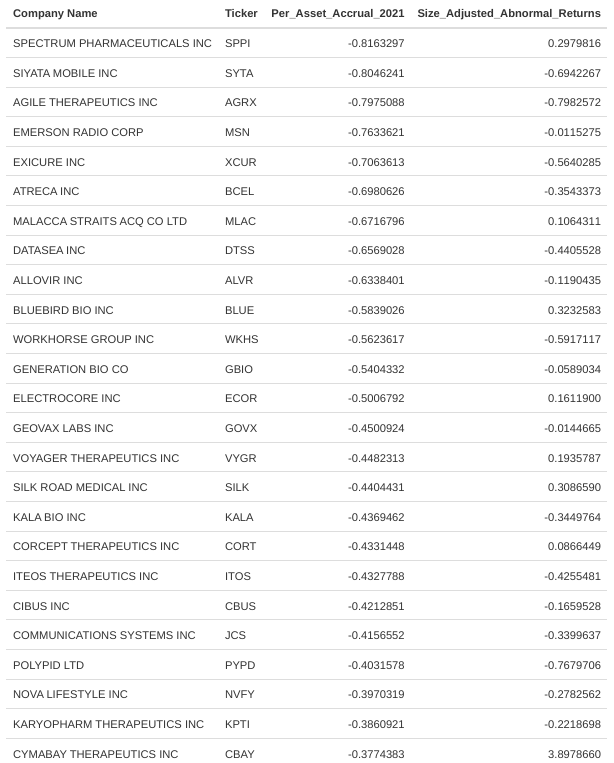 Company Name Ticker Per_Asset_Accrual_2021 Size_Adjusted_Abnormal_Returns
SPECTRUM PHARMACEUTICALS INC SPPI -0.8163297 0.2979816
SIYATA MOBILE INC SYTA -0.8046241 -0.6942267
AGILE THERAPEUTICS INC AGRX -0.7975088 -0.7982572
EMERSON RADIO CORP MSN -0.7633621 -0.0115275
EXICURE INC XCUR -0.7063613 -0.5640285
ATRECA INC BCEL -0.6980626 -0.3543373
MALACCA STRAITS ACQ CO LTD MLAC -0.6716796 0.1064311
DATASEA INC DTSS -0.6569028 -0.4405528
ALLOVIR INC ALVR -0.6338401 -0.1190435
BLUEBIRD BIO INC BLUE -0.5839026 0.3232583
WORKHORSE GROUP INC WKHS -0.5623617 -0.5917117
GENERATION BIO CO GBIO -0.5404332 -0.0589034
ELECTROCORE INC ECOR -0.5006792 0.1611900
GEOVAX LABS INC GOVX -0.4500924 -0.0144665
VOYAGER THERAPEUTICS INC VYGR -0.4482313 0.1935787
SILK ROAD MEDICAL INC SILK -0.4404431 0.3086590
KALA BIO INC KALA -0.4369462 -0.3449764
CORCEPT THERAPEUTICS INC CORT -0.4331448 0.0866449
ITEOS THERAPEUTICS INC ITOS -0.4327788 -0.4255481
CIBUS INC CBUS -0.4212851 -0.1659528
COMMUNICATIONS SYSTEMS INC JCS -0.4156552 -0.3399637
POLYPID LTD PYPD -0.4031578 -0.7679706
NOVA LIFESTYLE INC NVFY -0.3970319 -0.2782562
KARYOPHARM THERAPEUTICS INC KPTI -0.3860921 -0.2218698
CYMABAY THERAPEUTICS INC CBAY -0.3774383 3.8978660